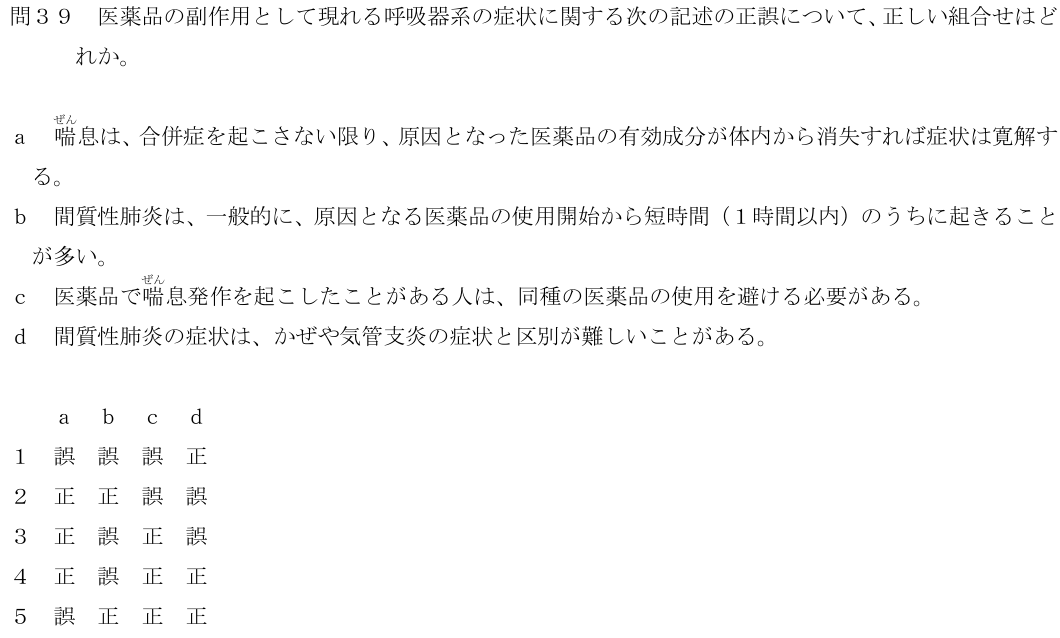 問３９　医薬品の副作用として現れる呼吸器系の症状に関する次の記述の正誤について、正しい組合せはど
れか。
ぜん
ａ　喘息は、合併症を起こさない限り、原因となった医薬品の有効成分が体内から消失すれば症状は寛解す
る。
ｂ　間質性肺炎は、一般的に、原因となる医薬品の使用開始から短時間（１時間以内）のうちに起きること
が多い。
ぜん
ｃ　医薬品で喘息発作を起こしたことがある人は、同種の医薬品の使用を避ける必要がある。
ｄ　間質性肺炎の症状は、かぜや気管支炎の症状と区別が難しいことがある。
ａ　ｂ　ｃ　ｄ
１　誤　誤　誤　正
２　正　正　誤　誤
３　正　誤　正　誤
４　正　誤　正　正
５　誤　正　正　正